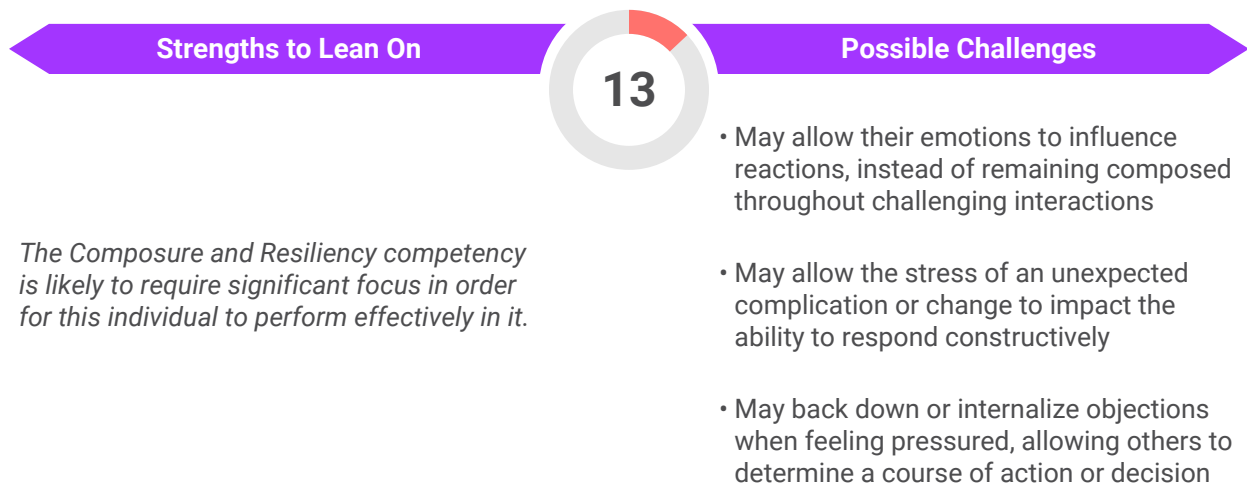 Strengths to Lean On
13
Possible Challenges
The Composure and Resiliency competency
is likely to require significant focus in order
for this individual to perform effectively in it.
• May allow their emotions to influence
reactions, instead of remaining composed
throughout challenging interactions
• May allow the stress of an unexpected
complication or change to impact the
ability to respond constructively
• May back down or internalize objections
when feeling pressured, allowing others to
determine a course of action or decision